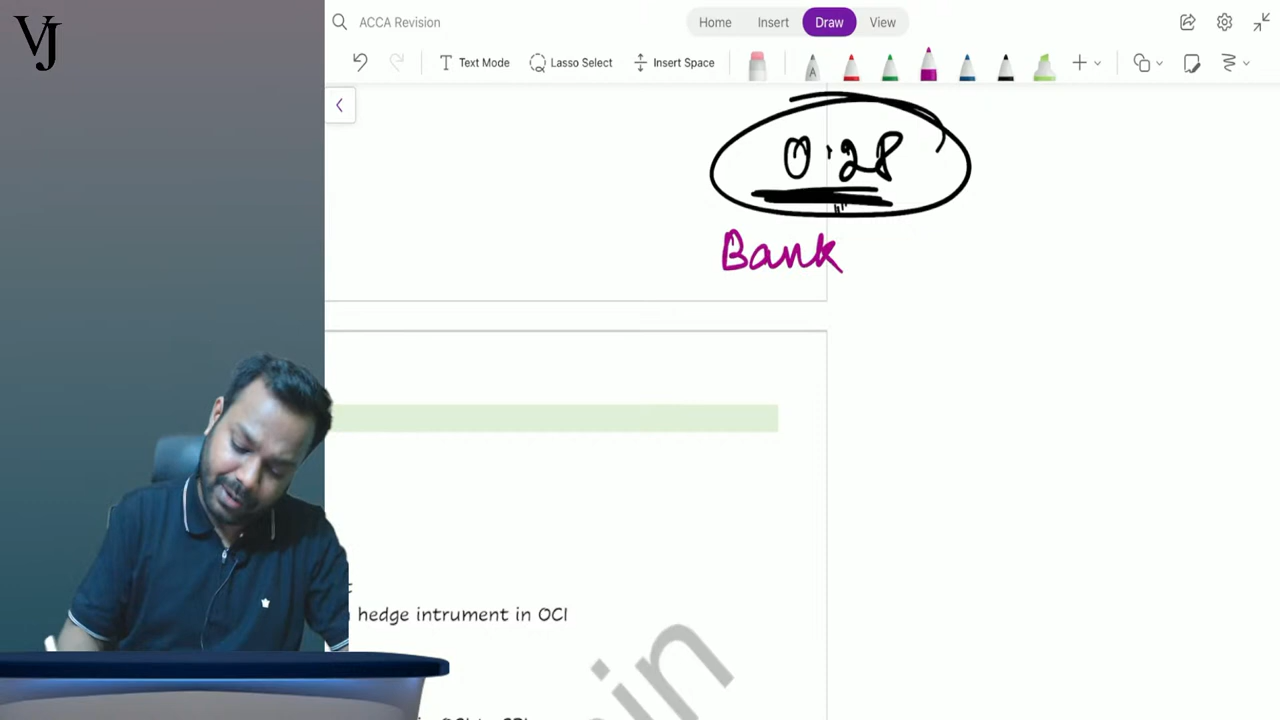 VJ
ACCA Revision
Home Insert Draw View
Text Mode Lasso Select Insert Space
0.28
Bank
hedge intrument in OCI